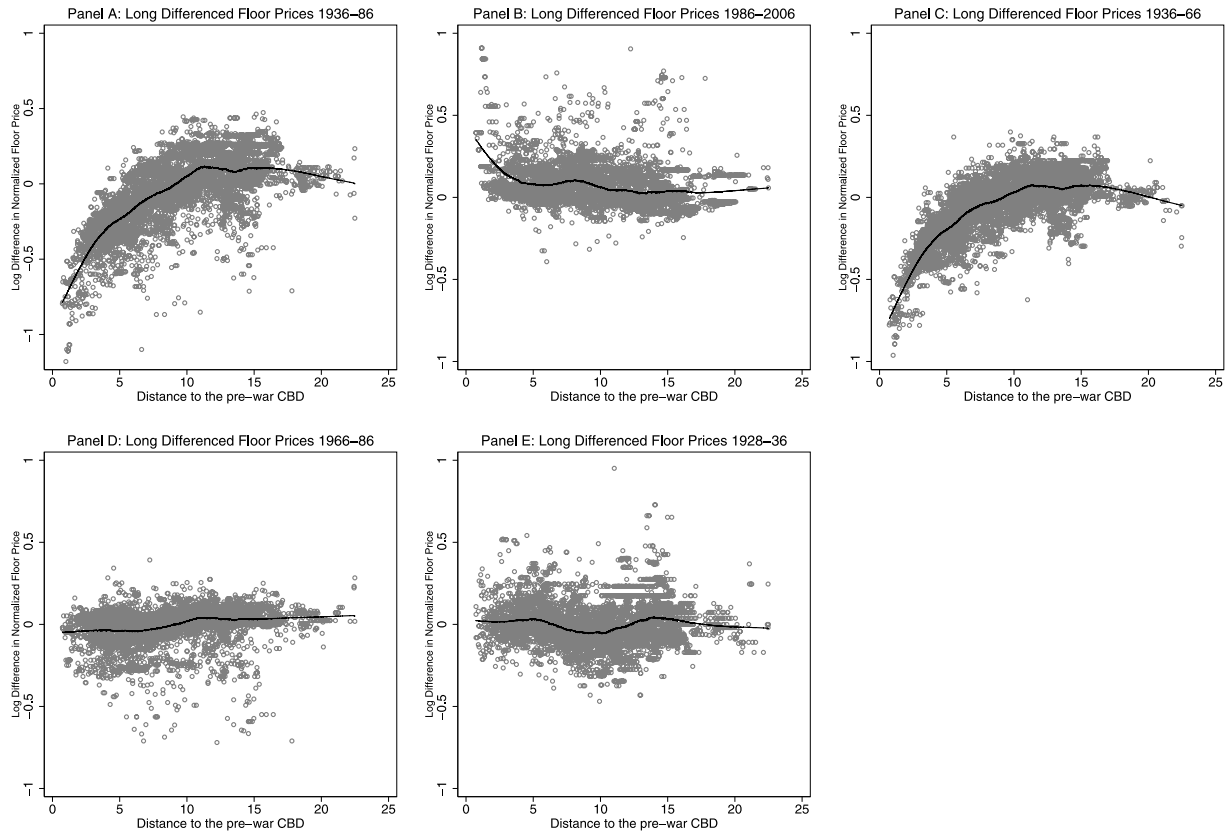 Panel A: Long Differenced Floor Prices 1936–86
Log Difference in Normalized Floor Price
1
0.5
0
−0.5
−1
0 5 10 15 20 25
Distance to the pre−war CBD
Panel B: Long Differenced Floor Prices 1986–2006
Log Difference in Normalized Floor Price
1
0.5
0
−0.5
−1
0 5 10 15 20 25
Distance to the pre−war CBD
Panel C: Long Differenced Floor Prices 1936–66
Log Difference in Normalized Floor Price
1
0.5
0
−0.5
−1
0 5 10 15 20 25
Distance to the pre−war CBD
Panel D: Long Differenced Floor Prices 1966–86
Log Difference in Normalized Floor Price
1
0.5
0
−0.5
−1
0 5 10 15 20 25
Distance to the pre−war CBD
Panel E: Long Differenced Floor Prices 1928–36
Log Difference in Normalized Floor Price
1
0.5
0
−0.5
−1
0 5 10 15 20 25
Distance to the pre−war CBD